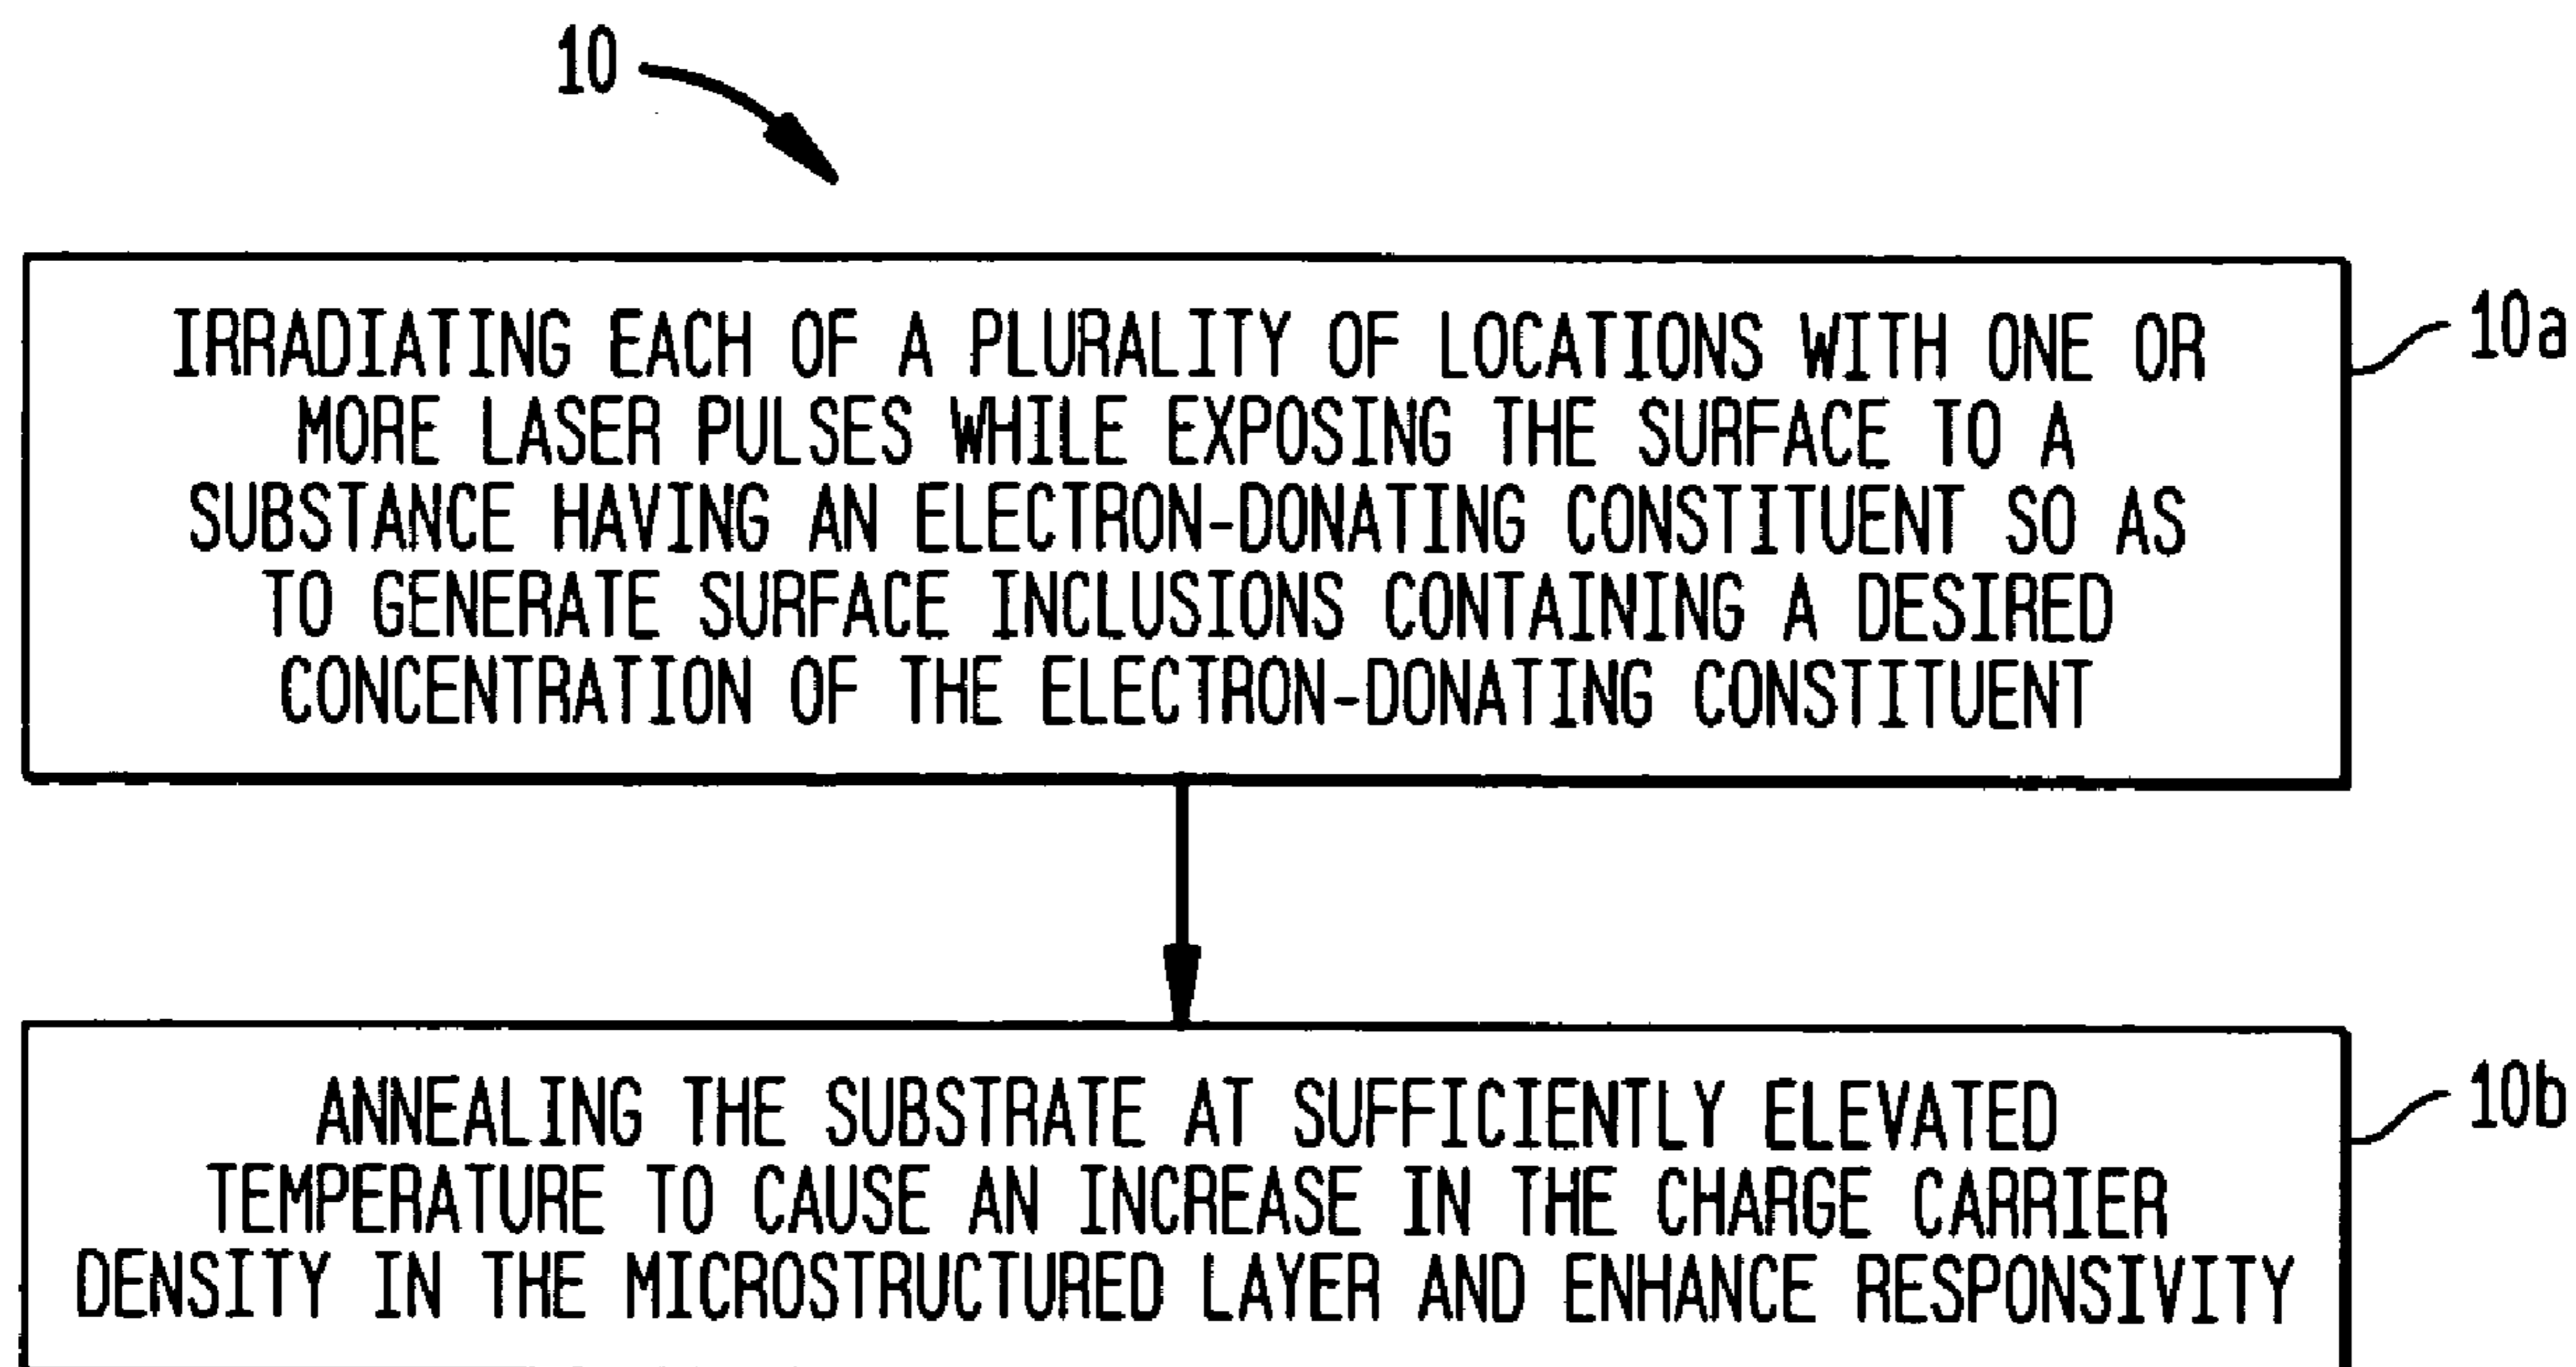 10
IRRADIATING EACH OF A PLURALITY OF LOCATIONS WITH ONE OR
MORE LASER PULSES WHILE EXPOSING THE SURFACE TO A
SUBSTANCE HAVING AN ELECTRON-DONATING CONSTITUENT SO AS
TO GENERATE SURFACE INCLUSIONS CONTAINING A DESIRED
CONCENTRATION OF THE ELECTRON-DONATING CONSTITUENT
10a
ANNEALING THE SUBSTRATE AT SUFFICIENTLY ELEVATED
TEMPERATURE TO CAUSE AN INCREASE IN THE CHARGE CARRIER
DENSITY IN THE MICROSTRUCTURED LAYER AND ENHANCE RESPONSIVITY
10b